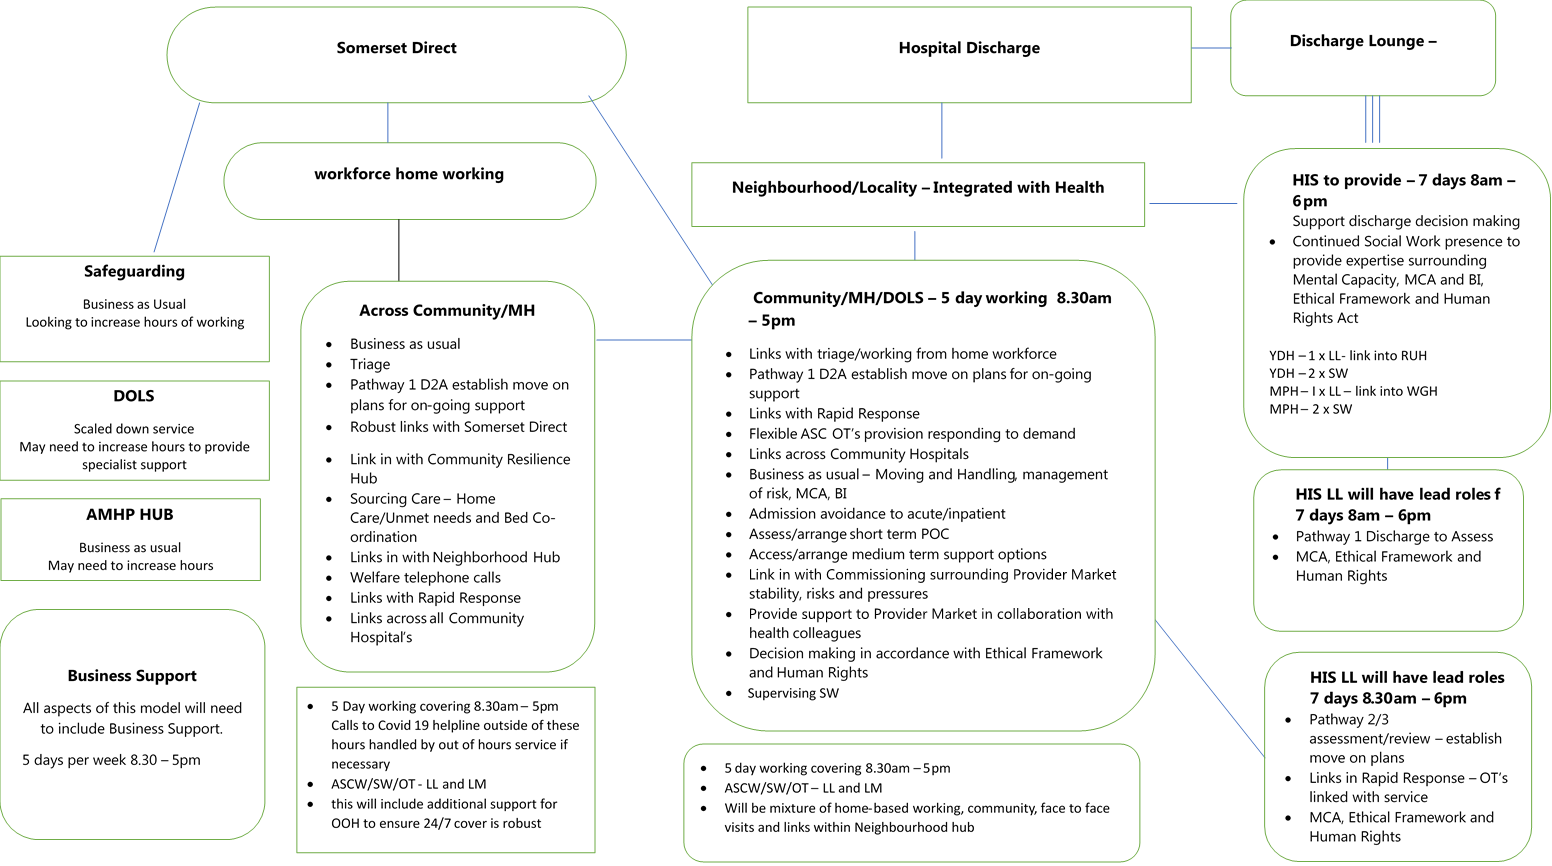 Somerset Direct
Hospital Discharge
Discharge Lounge –
workforce home working
Neighbourhood/Locality – Integrated with Health
HIS to provide – 7 days 8am –
6pm
Support discharge decision making
• Continued Social Work presence to
provide expertise surrounding
Mental Capacity, MCA and BI,
Ethical Framework and Human
Rights Act
YDH – 1 x LL- link into RUH
YDH – 2 x SW
MPH – I x LL – link into WGH
MPH – 2 x SW
Safeguarding
Business as Usual
Looking to increase hours of working
DOLS
Scaled down service
May need to increase hours to provide
specialist support
AMHP HUB
Business as usual
May need to increase hours
Business Support
All aspects of this model will need
to include Business Support.
5 days per week 8.30 – 5pm
Across Community/MH
• Business as usual
• Triage
• Pathway 1 D2A establish move on
plans for on-going support
• Robust links with Somerset Direct
• Link in with Community Resilience
Hub
• Sourcing Care – Home
Care/Unmet needs and Bed Co-
ordination
• Links in with Neighborhood Hub
• Welfare telephone calls
• Links with Rapid Response
• Links across all Community
Hospital's
• 5 Day working covering 8.30am – 5pm
Calls to Covid 19 helpline outside of these
hours handled by out of hours service if
necessary
• ASCW/SW/OT - LL and LM
• this will include additional support for
OOH to ensure 24/7 cover is robust
Community/MH/DOLS – 5 day working 8.30am
– 5pm
• Links with triage/working from home workforce
• Pathway 1 D2A establish move on plans for on-going
support
• Links with Rapid Response
• Flexible ASC OT's provision responding to demand
• Links across Community Hospitals
• Business as usual – Moving and Handling, management
of risk, MCA, BI
• Admission avoidance to acute/inpatient
• Assess/arrange short term POC
• Access/arrange medium term support options
• Link in with Commissioning surrounding Provider Market
stability, risks and pressures
• Provide support to Provider Market in collaboration with
health colleagues
• Decision making in accordance with Ethical Framework
and Human Rights
• Supervising SW
• 5 day working covering 8.30am – 5pm
• ASCW/SW/OT – LL and LM
• Will be mixture of home-based working, community, face to face
visits and links within Neighbourhood hub
HIS LL will have lead roles f
7 days 8am – 6pm
• Pathway 1 Discharge to Assess
• MCA, Ethical Framework and
Human Rights
HIS LL will have lead roles
7 days 8.30am – 6pm
• Pathway 2/3
assessment/review – establish
move on plans
• Links in Rapid Response – OT's
linked with service
• MCA, Ethical Framework and
Human Rights